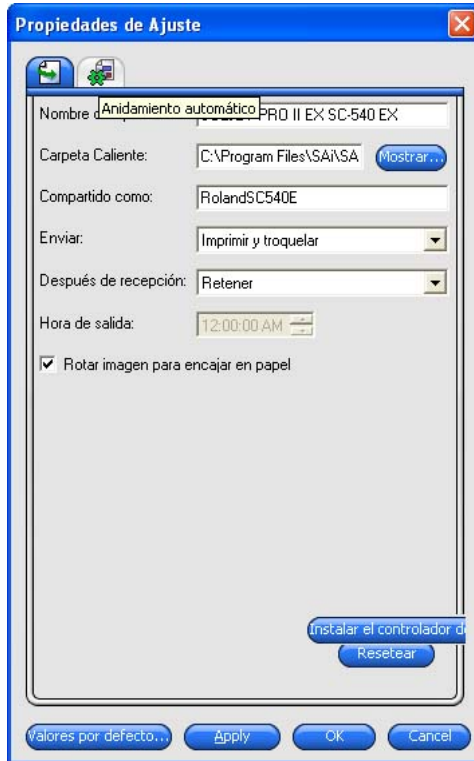 Propiedades de Ajuste
Anidamiento automático
Nombre d PRO II EX SC-540 EX
Carpeta Caliente: C:\Program Files\SAi\SA Mostrar...
Compartido como: RolandSC540E
Enviar: Imprimir y troquelar
Después de recepción: Retener
Hora de salida: 12:00:00 AM
Rotar imagen para encajar en papel
Instalar el controlador de
Resetear
Valores por defecto... Apply OK Cancel